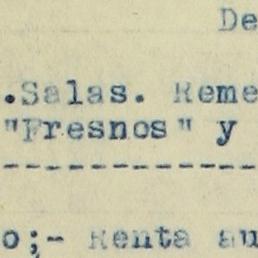 De
.Salas. Reme
"Fresnos" y
-----------
o;- Renta au